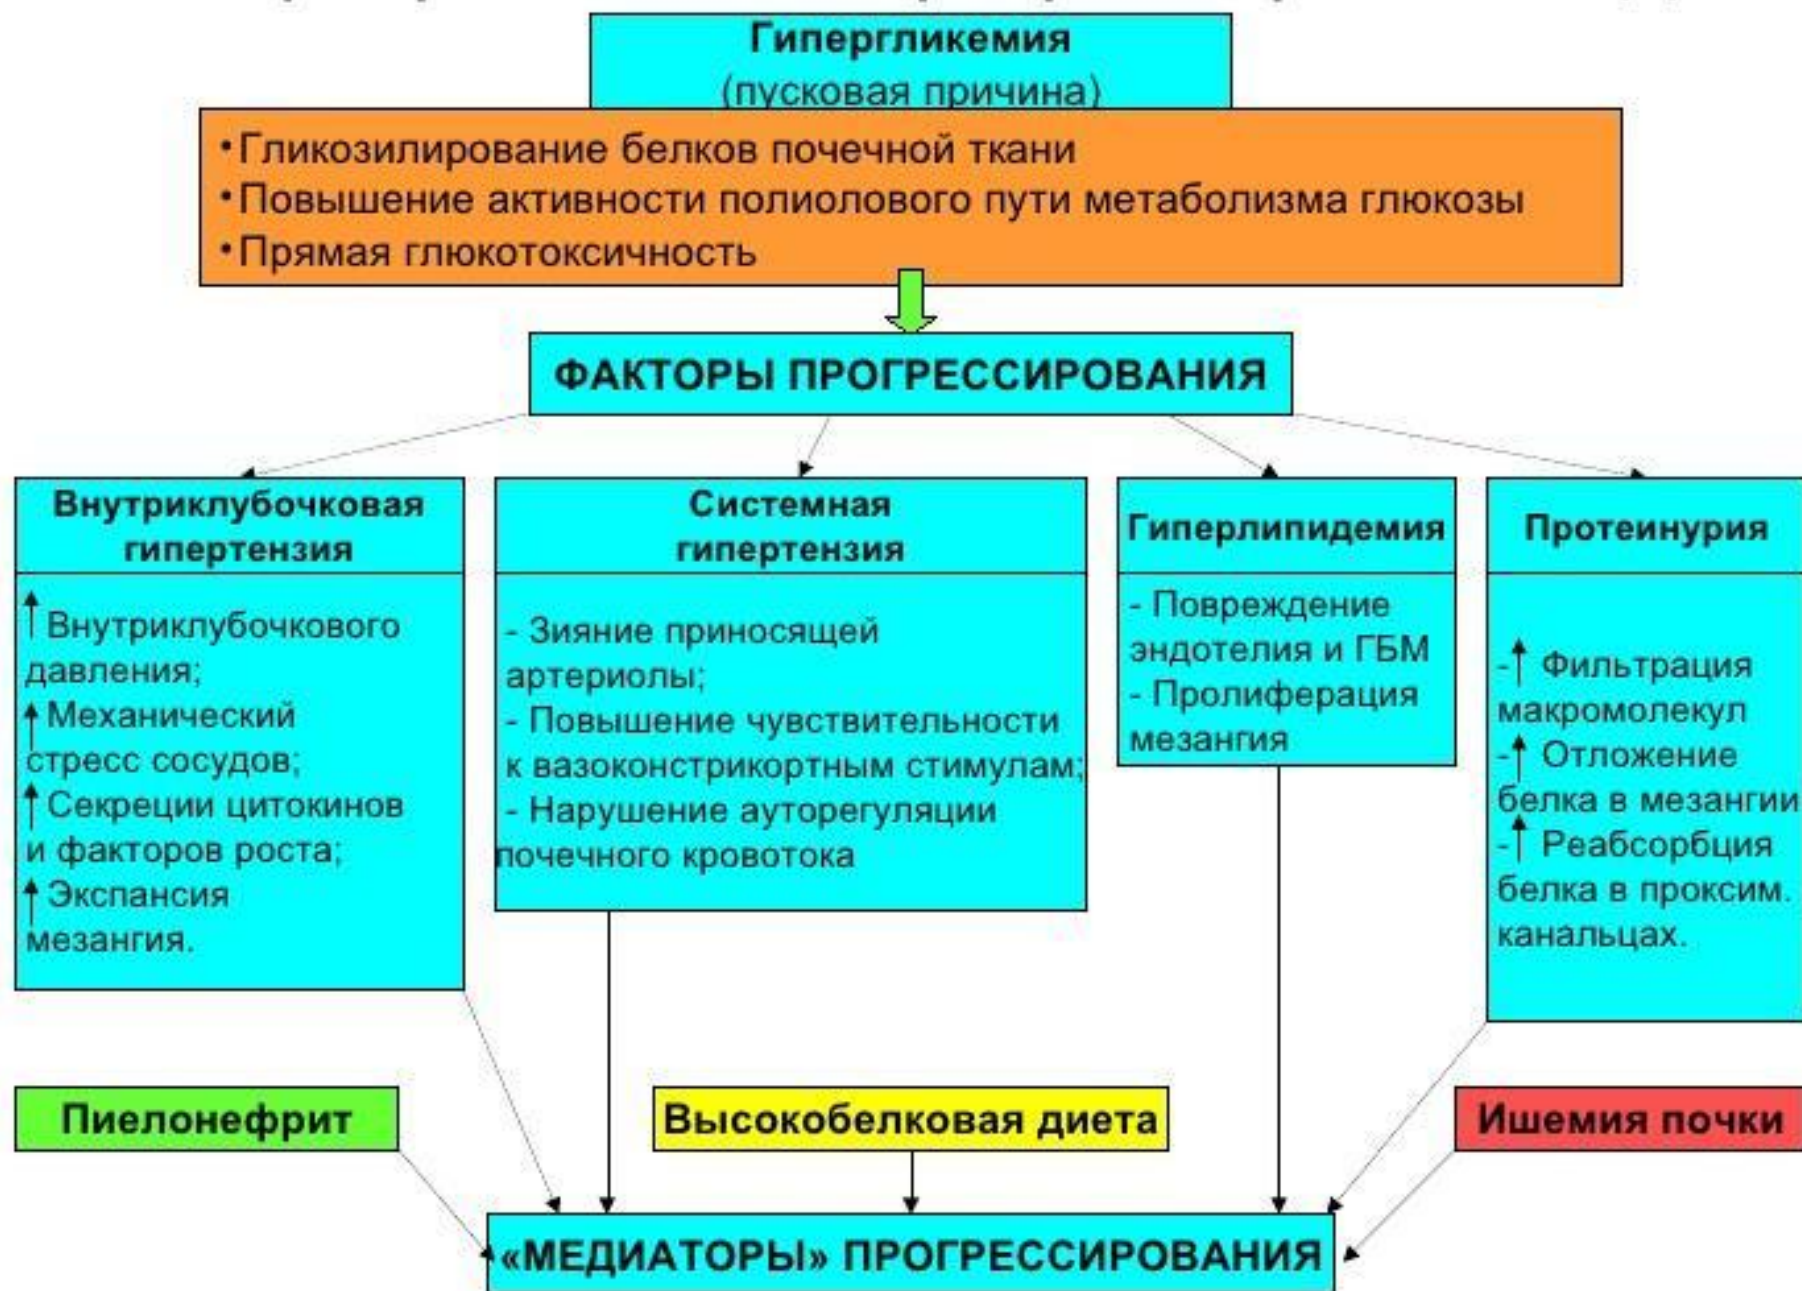 Гипергликемия
(пусковая причина)
•Гликозилирование белков почечной ткани
•Повышение активности полиолового пути метаболизма глюкозы
•Прямая глюкотоксичность
ФАКТОРЫ ПРОГРЕССИРОВАНИЯ
Внутриклубочковая
гипертензия
↑ Внутриклубочкового
давления;
↑ Механический
стресс сосудов;
↑ Секреции цитокинов
и факторов роста;
↑ Экспансия
мезангия.
Системная
гипертензия
- Зияние приносящей
артериолы;
- Повышение чувствительности
к вазоконстрикортным стимулам;
- Нарушение ауторегуляции
почечного кровотока
Гиперлипидемия
- Повреждение
эндотелия и ГБМ
- Пролиферация
мезангия
Протеинурия
-↑ Фильтрация
макромолекул
-↑ Отложение
белка в мезангии
-↑ Реабсорбция
белка в проксим.
канальцах.
Пиелонефрит
Высокобелковая диета
Ишемия почки
«МЕДИАТОРЫ» ПРОГРЕССИРОВАНИЯ